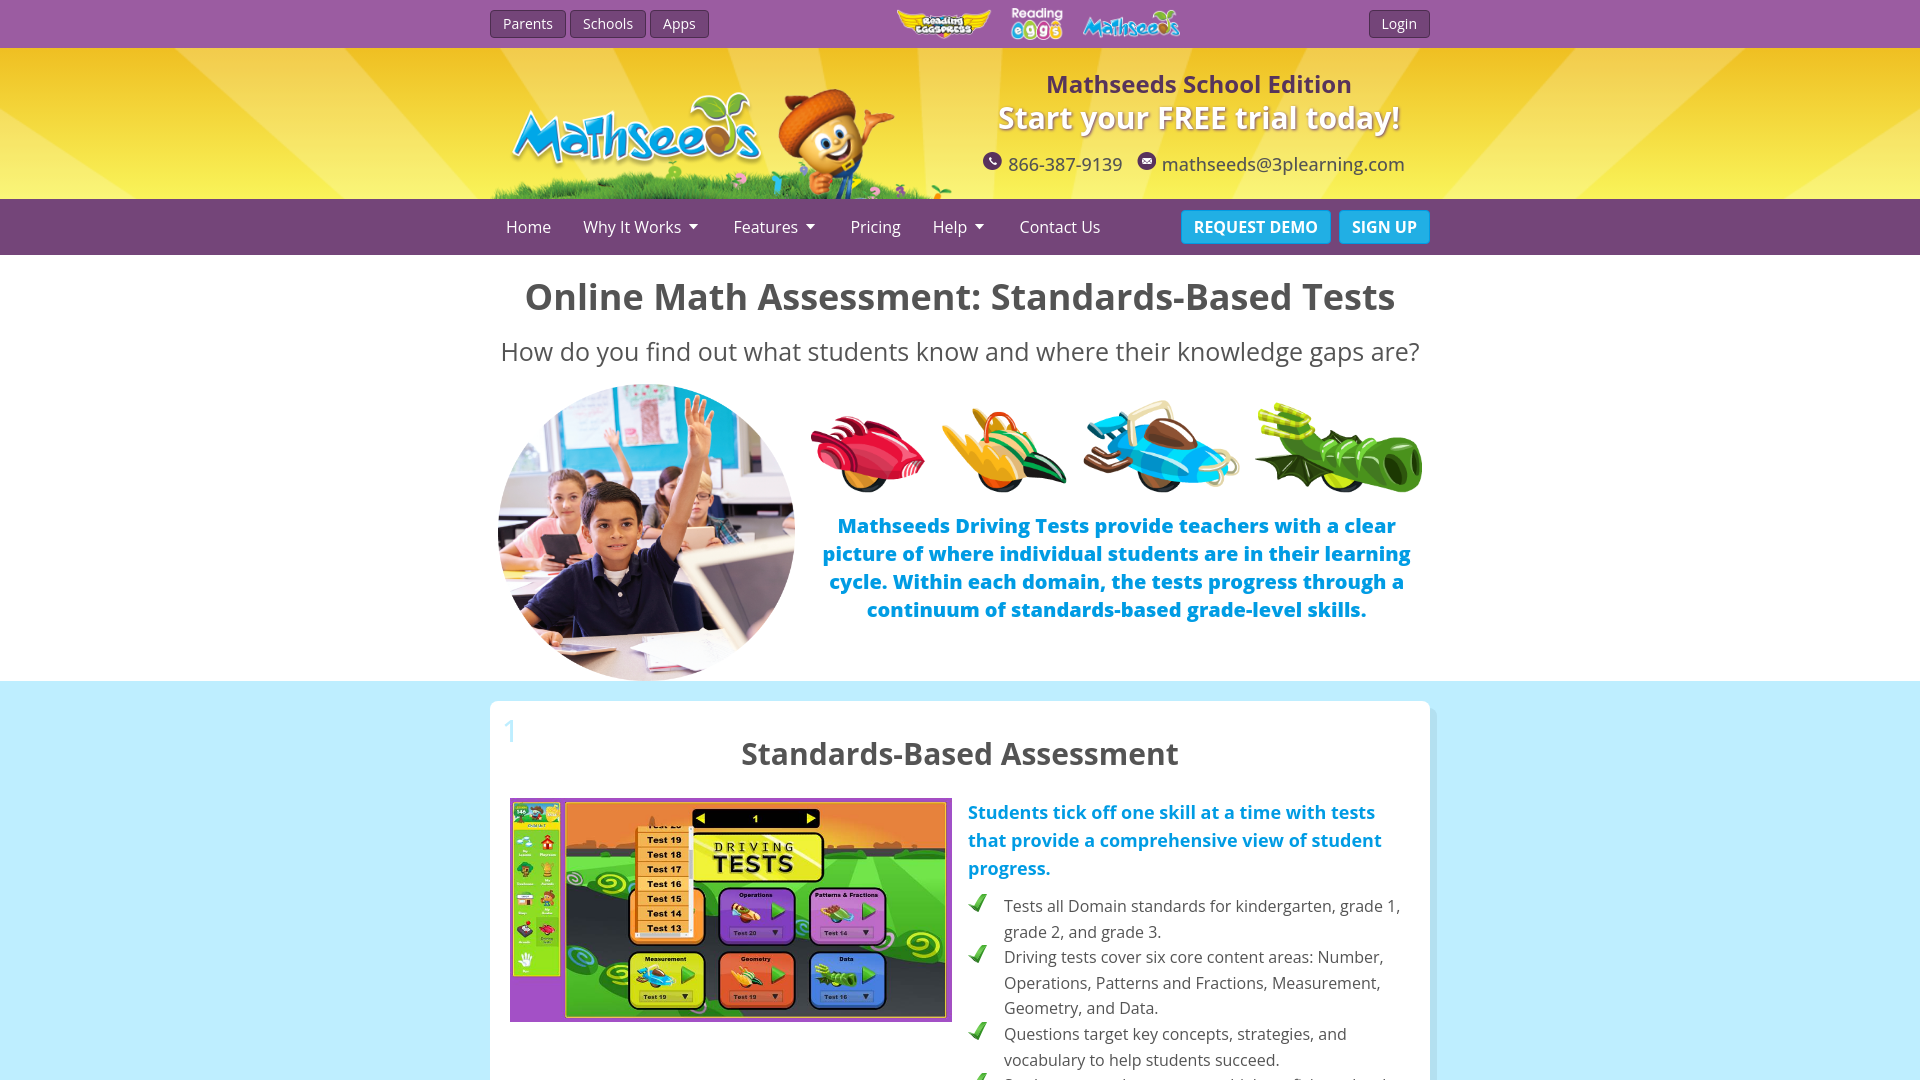 Parents Schools Apps Reading EGGSPRESS Reading eggs Mathseeds Login
Mathseeds
Mathseeds School Edition
Start your FREE trial today!
866-387-9139 mathseeds@3plearning.com
Home Why It Works Features Pricing Help Contact Us REQUEST DEMO SIGN UP
Online Math Assessment: Standards-Based Tests
How do you find out what students know and where their knowledge gaps are?
Mathseeds Driving Tests provide teachers with a clear
picture of where individual students are in their learning
cycle. Within each domain, the tests progress through a
continuum of standards-based grade-level skills.
1
Standards-Based Assessment
1
DRIVING
TESTS
Test 20
Test 19
Test 18
Test 17
Test 16
Test 15
Test 14
Test 13
Operations
Test 20
Patterns & Fractions
Test 14
Measurement
Test 19
Geometry
Test 19
Data
Test 16
Students tick off one skill at a time with tests
that provide a comprehensive view of student
progress.
Tests all Domain standards for kindergarten, grade 1,
grade 2, and grade 3.
Driving tests cover six core content areas: Number,
Operations, Patterns and Fractions, Measurement,
Geometry, and Data.
Questions target key concepts, strategies, and
vocabulary to help students succeed.